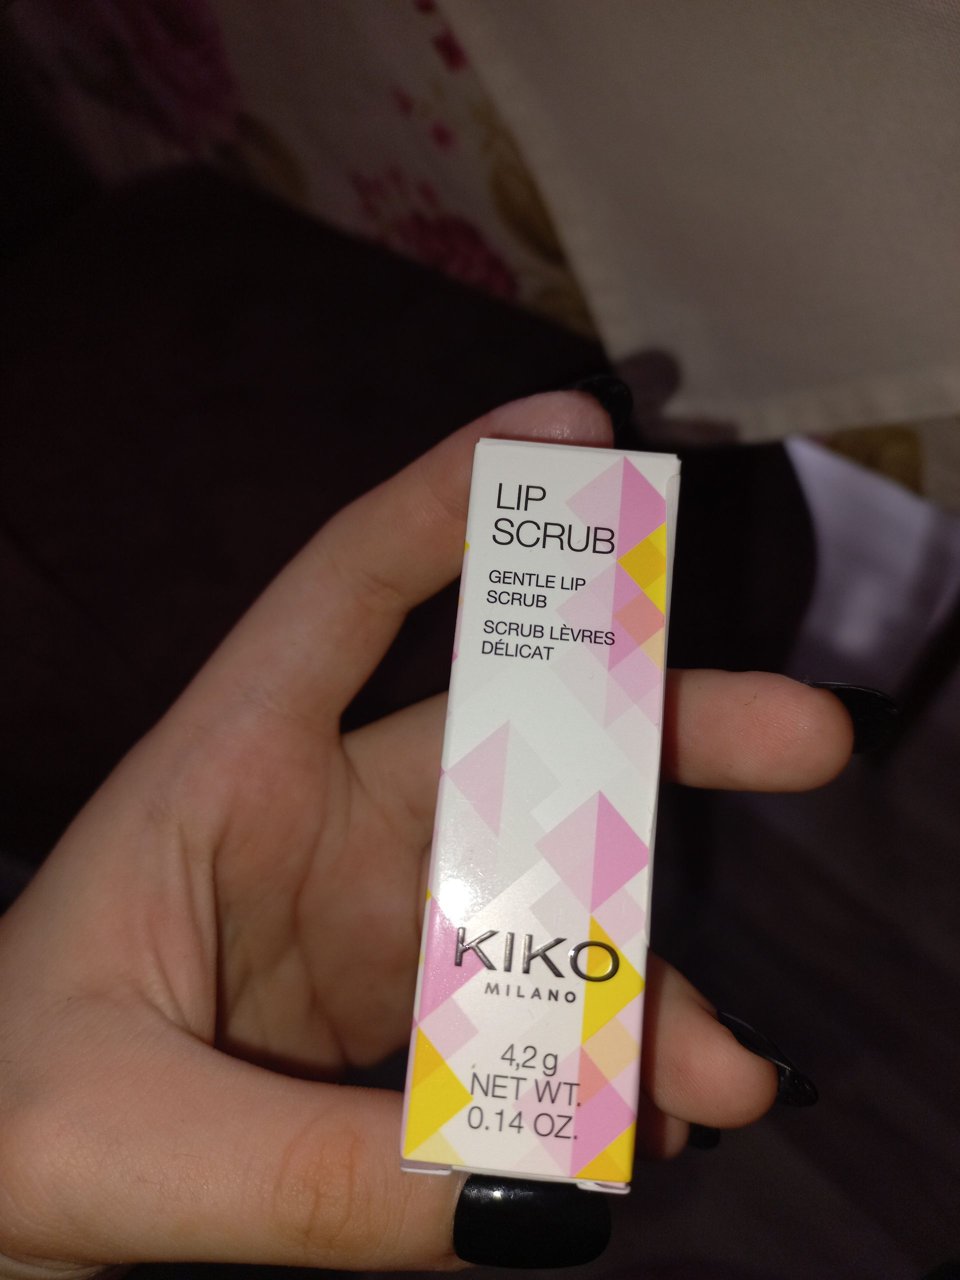 LIP
SCRUB
GENTLE LIP
SCRUB
SCRUB LÈVRES
DÉLICAT
KIKO
MILANO
4,2 g
NET WT.
0.14 OZ.